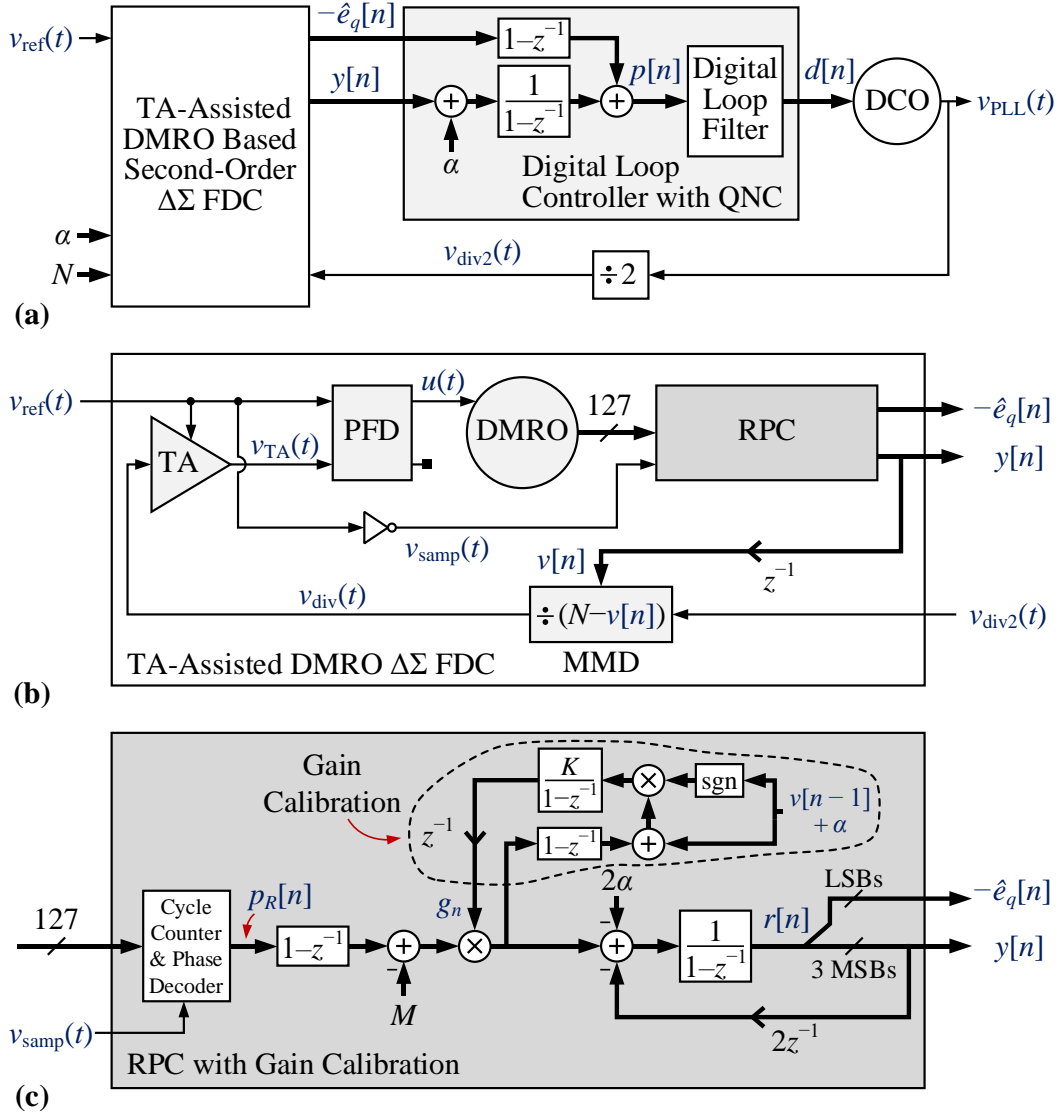 v_ref(t)
TA-Assisted
DMRO Based
Second-Order
ΔΣ FDC
α
N
−ê_q[n]
y[n]
α
1−z⁻¹
1
1−z⁻¹
p[n]
Digital
Loop
Filter
Digital Loop
Controller with QNC
d[n]
DCO
v_PLL(t)
v_div2(t)
÷2
(a)
v_ref(t)
TA
v_TA(t)
PFD
u(t)
DMRO
127
RPC
−ê_q[n]
y[n]
v_samp(t)
v[n]
z⁻¹
v_div(t)
÷(N−v[n])
MMD
v_div2(t)
TA-Assisted DMRO ΔΣ FDC
(b)
Gain
Calibration
K
1−z⁻¹
×
sgn
v[n−1]
+ α
z⁻¹
1−z⁻¹
+
2α
LSBs
−ê_q[n]
127
Cycle
Counter
& Phase
Decoder
p_R[n]
1−z⁻¹
+
-
M
g_n
×
-
+
-
1
1−z⁻¹
r[n]
3 MSBs
y[n]
2z⁻¹
v_samp(t)
RPC with Gain Calibration
(c)